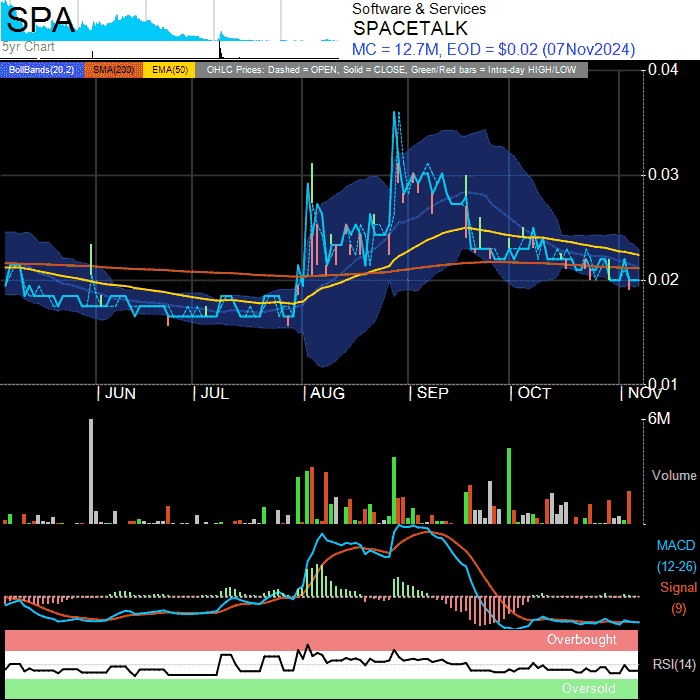 SPA
5yr Chart
Software & Services
SPACETALK
MC = 12.7M, EOD = $0.02 (07Nov2024)
BollBands(20,2) SMA(200) EMA(50) OHLC Prices: Dashed = OPEN, Solid = CLOSE, Green/Red bars = Intra-day HIGH/LOW
0.04
0.03
0.02
0.01
JUN JUL AUG SEP OCT NOV
6M
Volume
MACD
(12-26)
Signal
(9)
Overbought
RSI(14)
Oversold